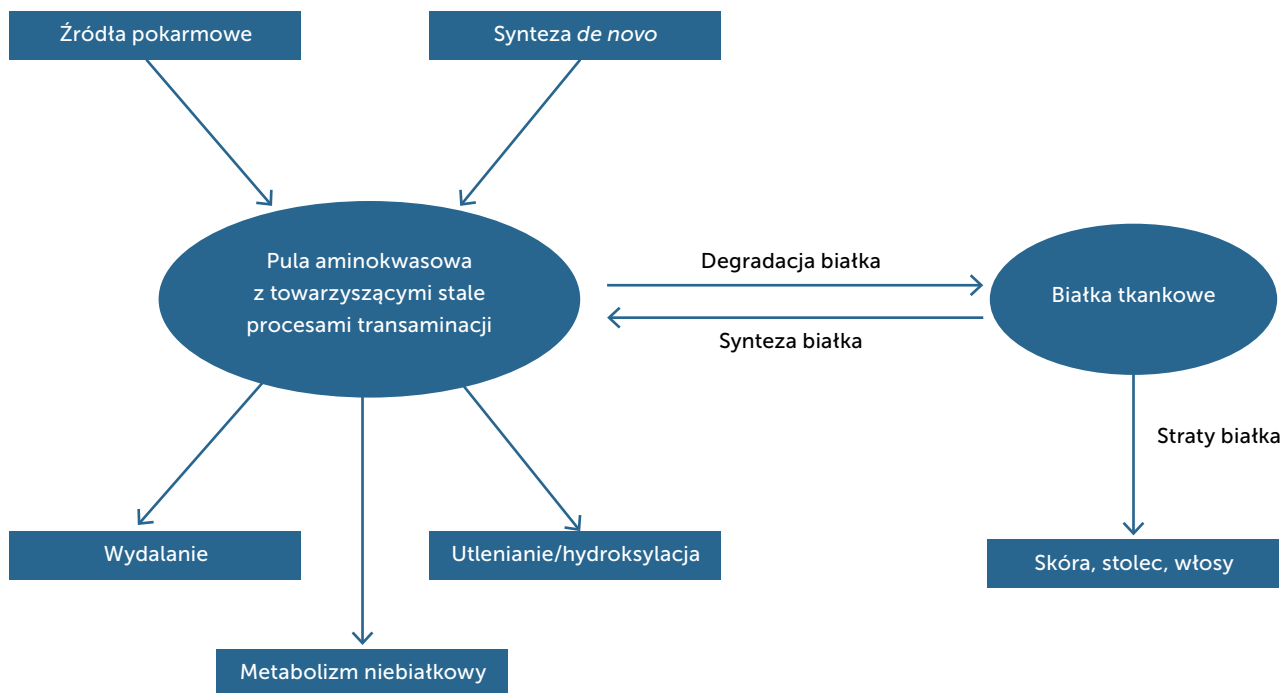 Źródła pokarmowe
Synteza de novo
Pula aminokwasowa
z towarzyszącymi stale
procesami transaminacji
Degradacja białka
Synteza białka
Białka tkankowe
Straty białka
Wydalanie
Utlenianie/hydroksylacja
Skóra, stolec, włosy
Metabolizm niebiałkowy